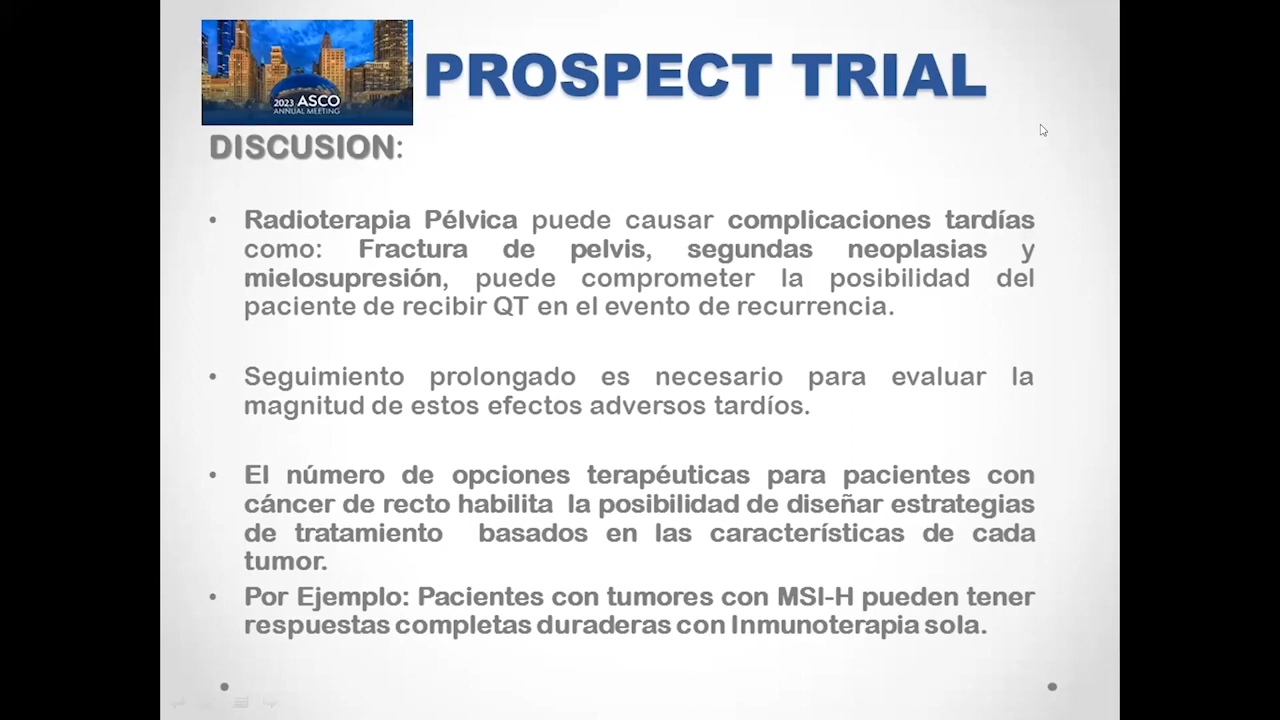 2023 ASCO
ANNUAL MEETING
PROSPECT TRIAL
DISCUSION:
• Radioterapia Pélvica puede causar complicaciones tardías
como: Fractura de pelvis, segundas neoplasias y
mielosupresión, puede comprometer la posibilidad del
paciente de recibir QT en el evento de recurrencia.
• Seguimiento prolongado es necesario para evaluar la
magnitud de estos efectos adversos tardíos.
• El número de opciones terapéuticas para pacientes con
cáncer de recto habilita la posibilidad de diseñar estrategias
de tratamiento basados en las características de cada
tumor.
• Por Ejemplo: Pacientes con tumores con MSI-H pueden tener
respuestas completas duraderas con Inmunoterapia sola.